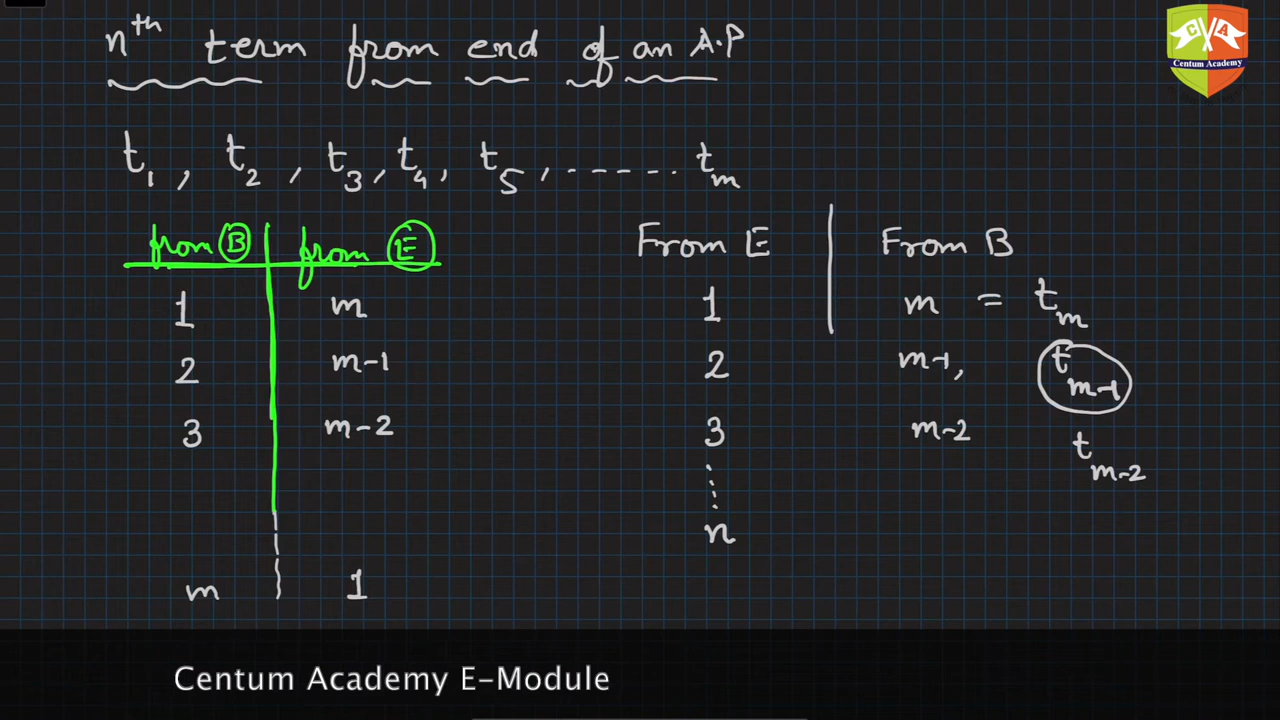 nth term from end of an A.P
C A
Centum Academy
t1, t2, t3, t4, t5, ------- tm
from B from E From E From B
1 m 1 m = tm
2 m-1 2 m-1, tm-1
3 m-2 3 m-2 tm-2
n
m 1
Centum Academy E-Module